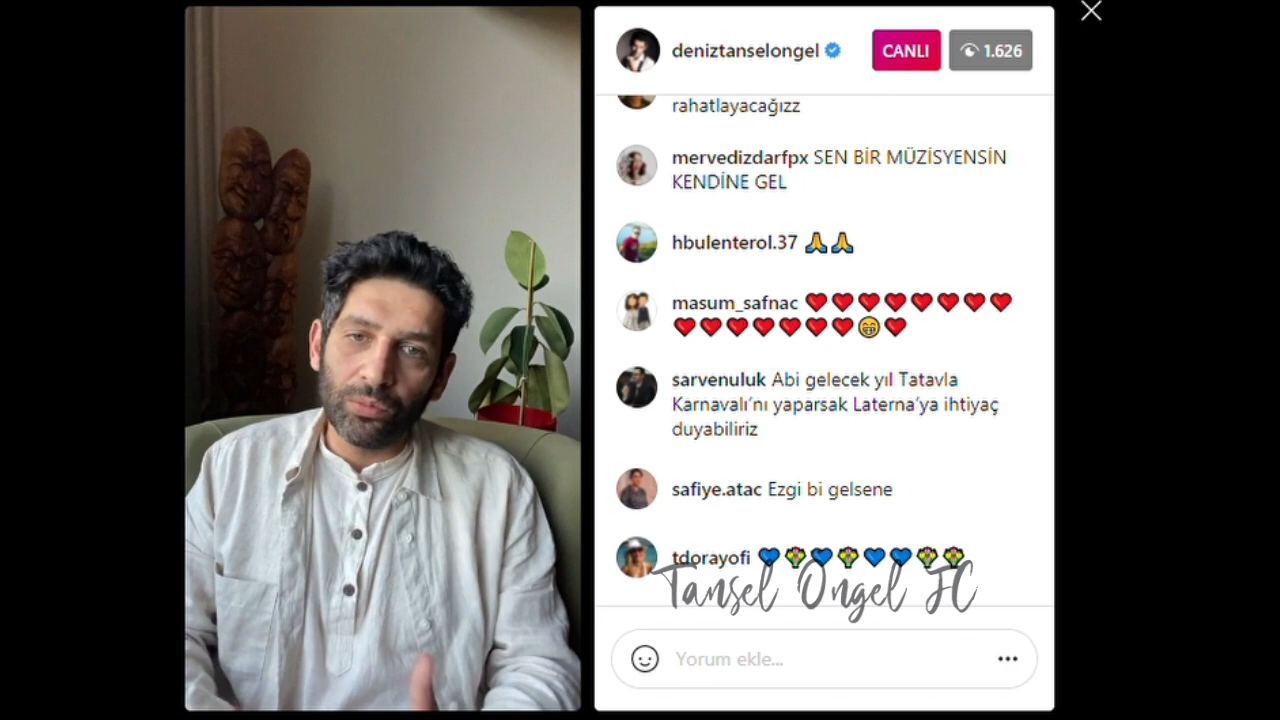 deniztanselongel
CANLI
1.626
rahatlayacağızz
mervedizdarfpx SEN BİR MÜZİSYENSİN
KENDİNE GEL
hbulenterol.37 🙏🙏
masum_safnac ❤️❤️❤️❤️❤️❤️❤️❤️
❤️❤️❤️❤️❤️❤️❤️😁❤️
sarvenuluk Abi gelecek yıl Tatavla
Karnavalı'nı yaparsak Laterna'ya ihtiyaç
duyabiliriz
safiye.atac Ezgi bi gelsene
tdorayofi 💙💐💙💐💙💙💐💐
Tansel Ongel FC
Yorum ekle...